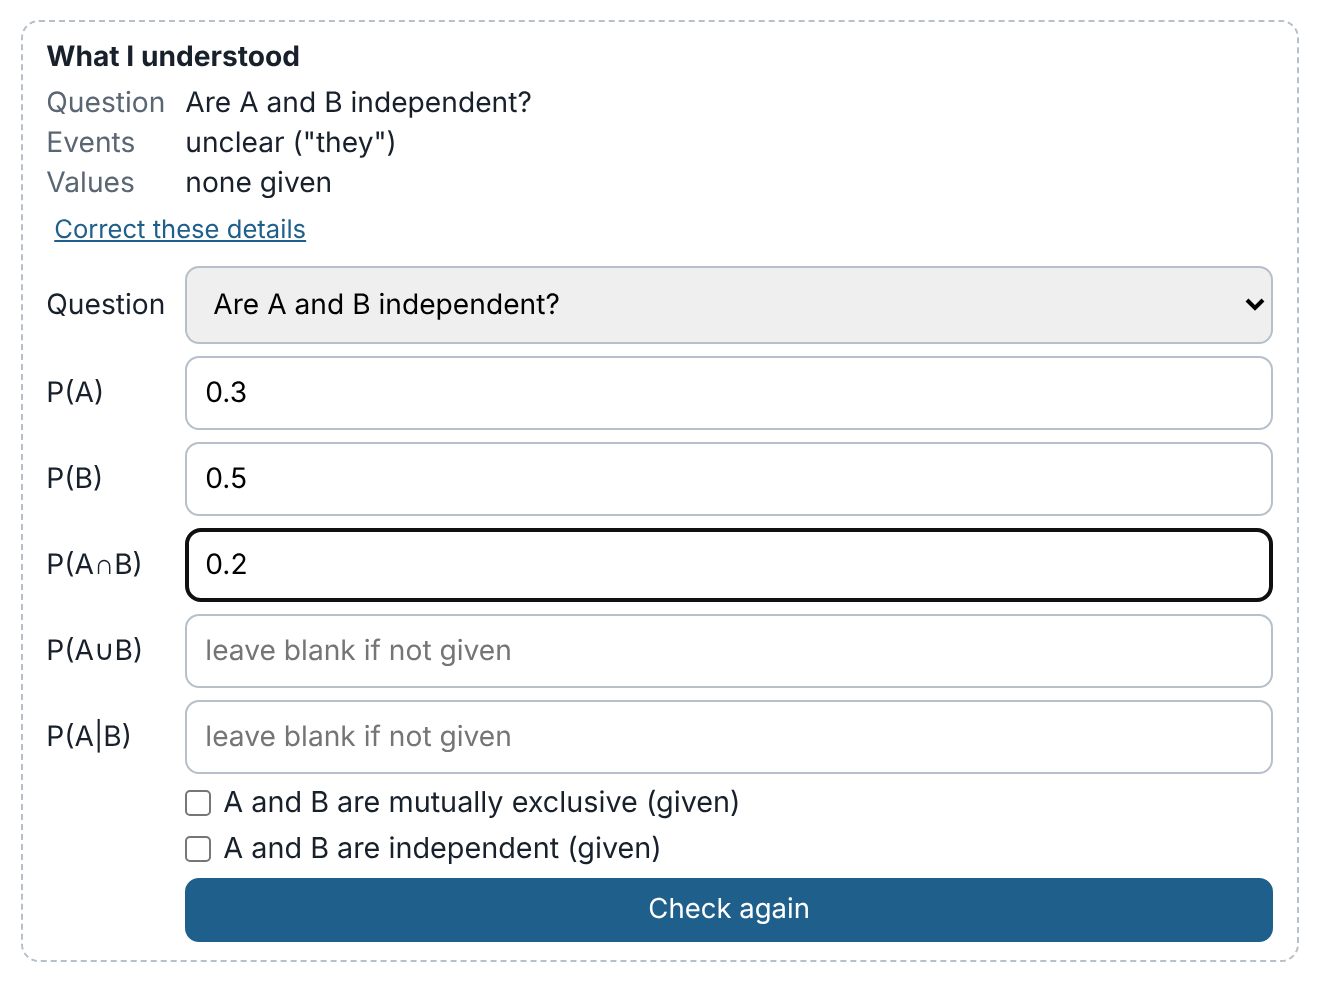 What I understood
Question Are A and B independent?
Events unclear ("they")
Values none given
Correct these details
Question Are A and B independent?
P(A) 0.3
P(B) 0.5
P(A∩B) 0.2
P(A∪B) leave blank if not given
P(A|B) leave blank if not given
A and B are mutually exclusive (given)
A and B are independent (given)
Check again